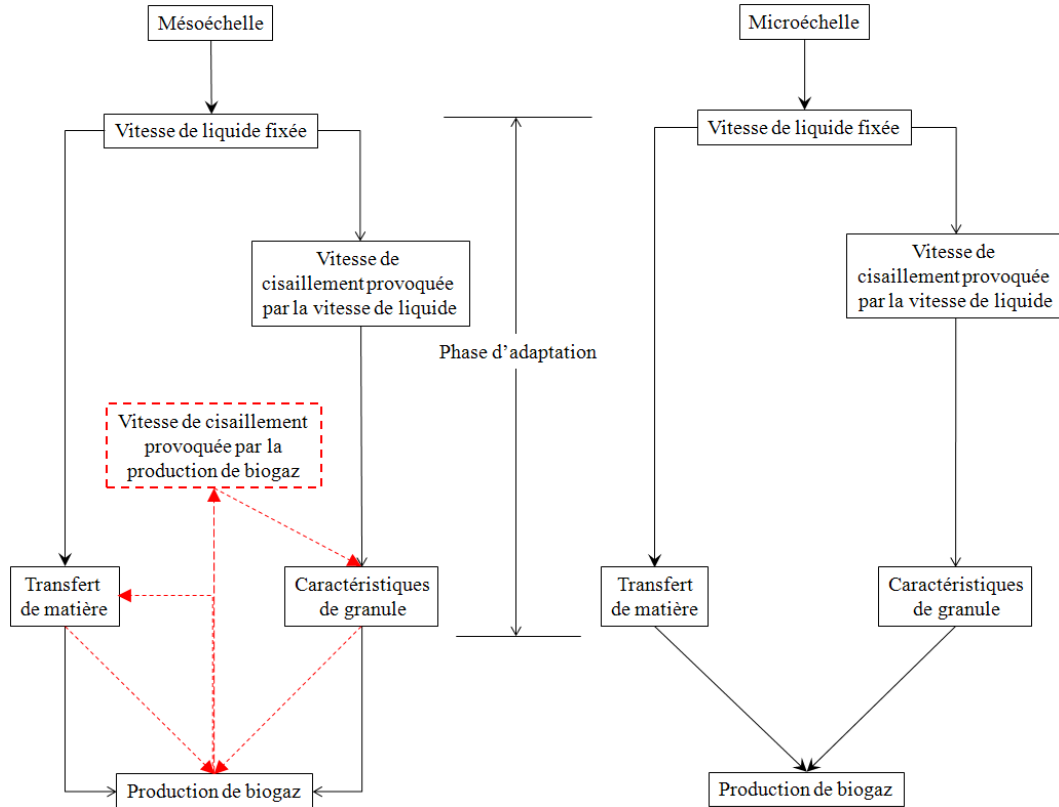 Mésoéchelle
Vitesse de liquide fixée
Vitesse de
cisaillement provoquée
par la vitesse de liquide
Vitesse de cisaillement
provoquée par la
production de biogaz
Transfert
de matière
Caractéristiques
de granule
Production de biogaz
Phase d'adaptation
Microéchelle
Vitesse de liquide fixée
Vitesse de
cisaillement provoquée
par la vitesse de liquide
Transfert
de matière
Caractéristiques
de granule
Production de biogaz